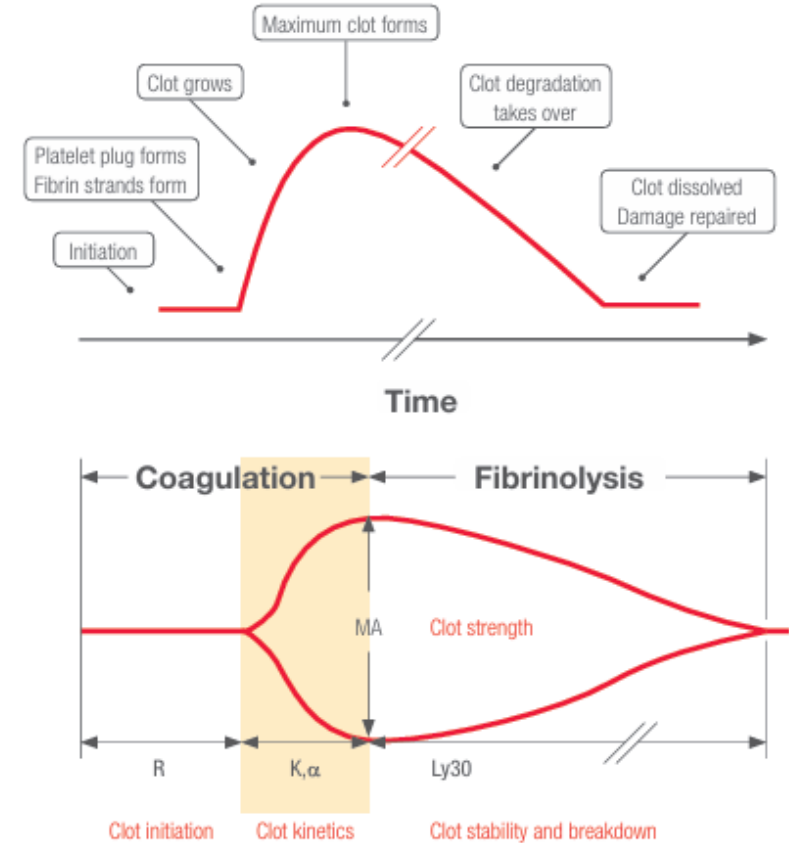 Maximum clot forms
Clot grows
Clot degradation
takes over
Platelet plug forms
Fibrin strands form
Clot dissolved
Damage repaired
Initiation
Time
Coagulation
Fibrinolysis
MA
Clot strength
R
K,α
Ly30
Clot initiation
Clot kinetics
Clot stability and breakdown